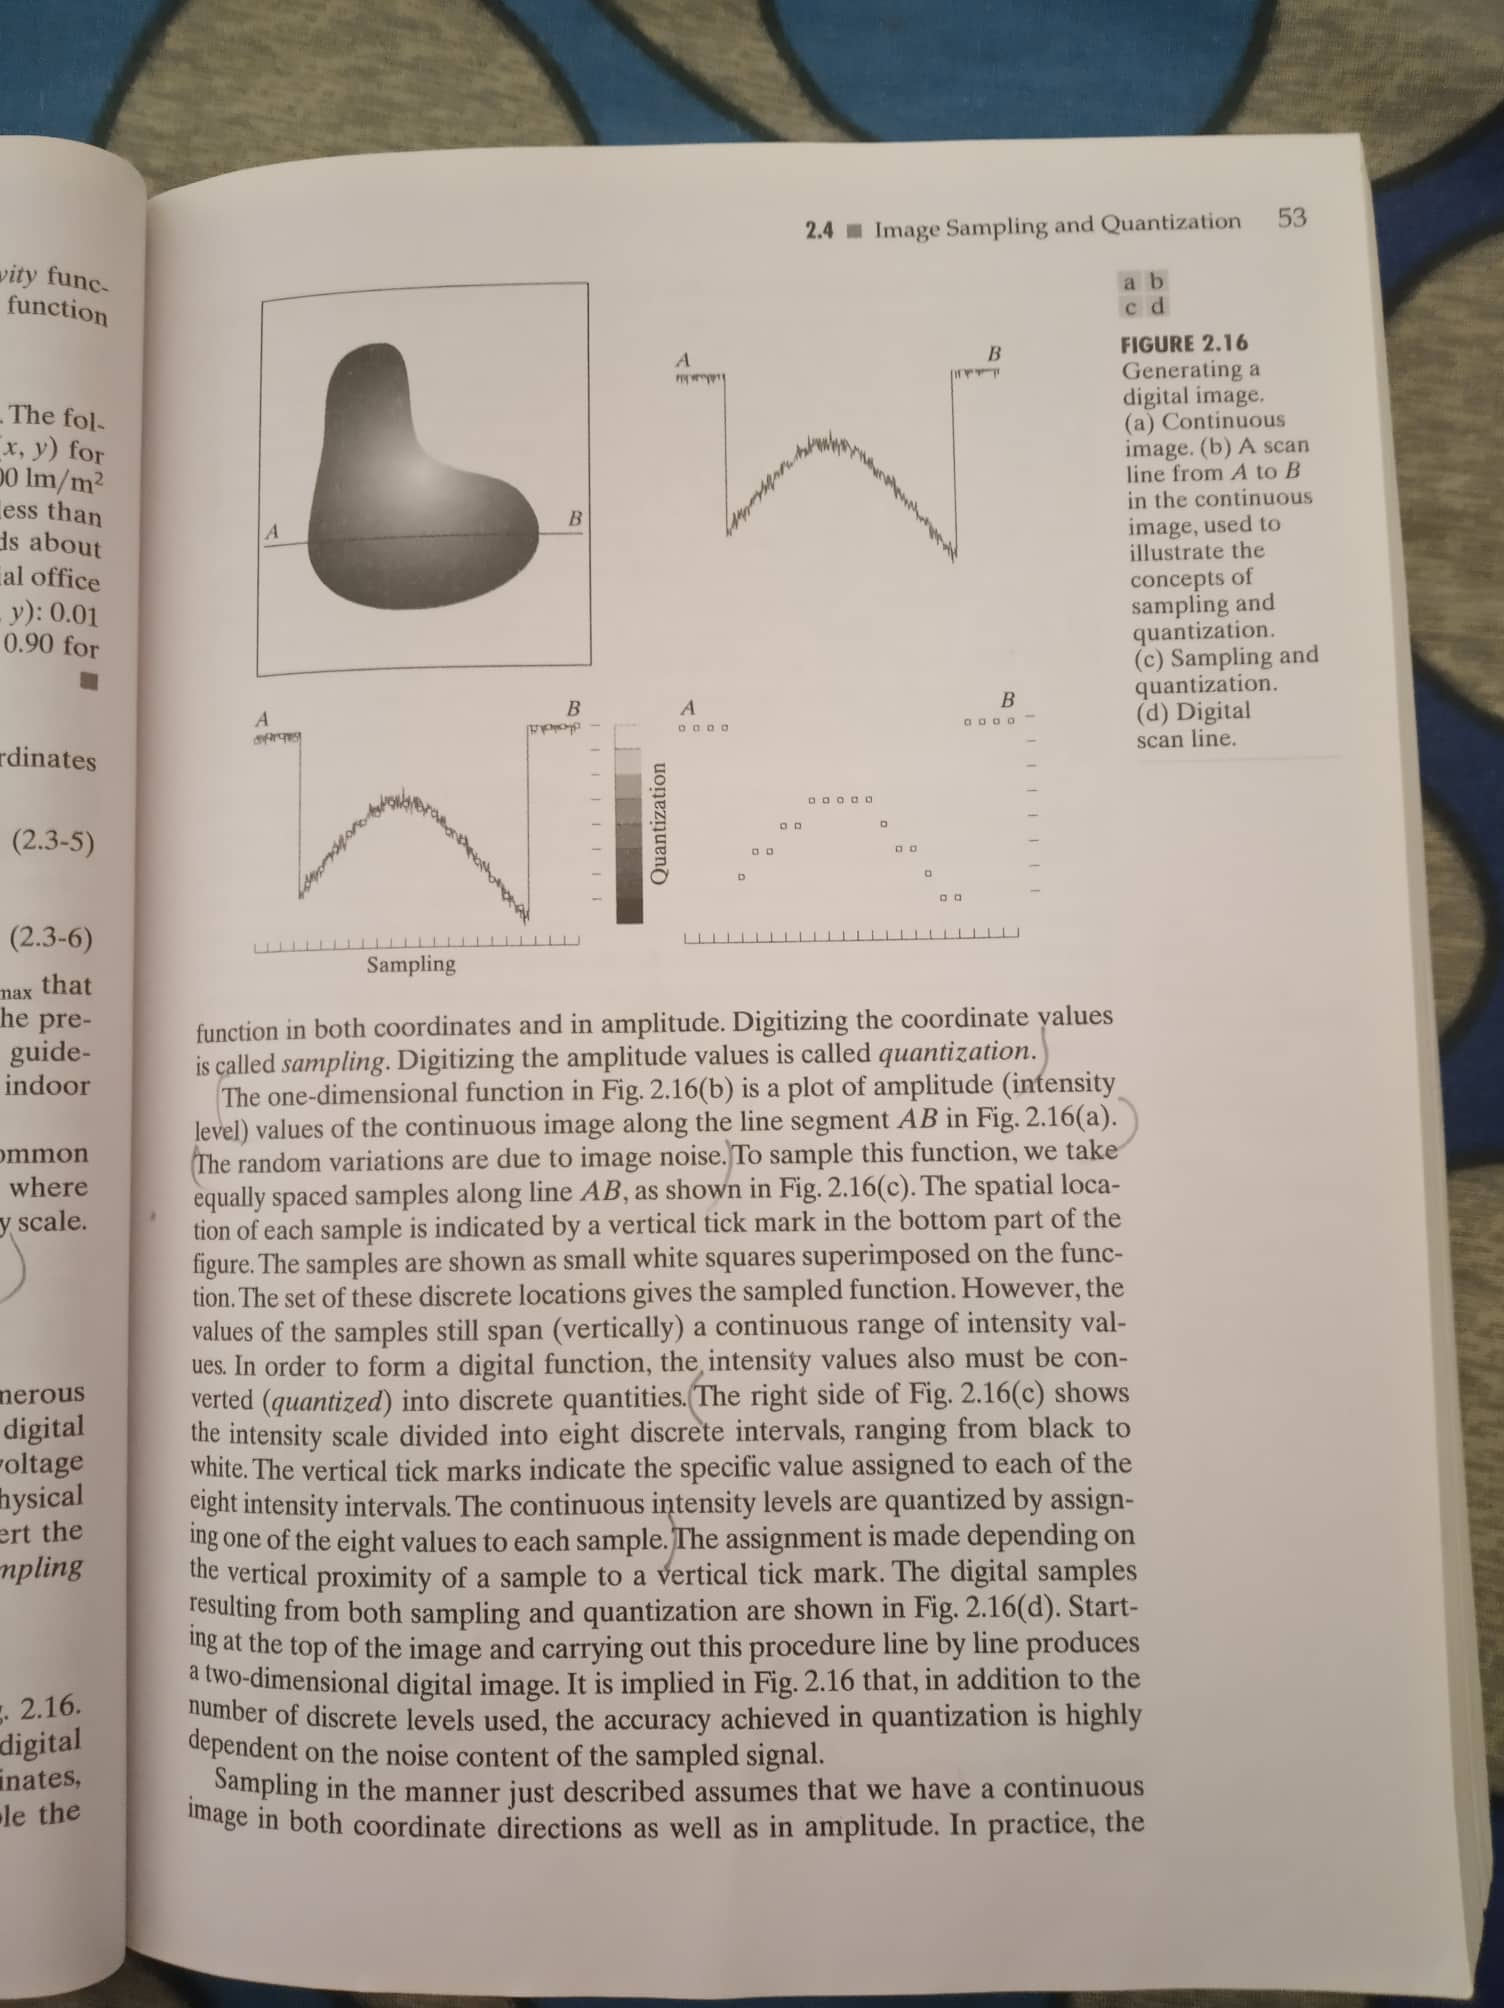 vity func-
function
. The fol-
(x, y) for
00 lm/m²
less than
ds about
ial office
y): 0.01
0.90 for
■
rdinates
(2.3-5)
(2.3-6)
max that
he pre-
guide-
indoor
ommon
where
y scale.
merous
digital
voltage
hysical
ert the
mpling
g. 2.16.
digital
inates,
ole the
2.4 ■ Image Sampling and Quantization 53
A
B
A
B
A
B
Quantization
Sampling
A
B
a b
c d
FIGURE 2.16
Generating a
digital image.
(a) Continuous
image. (b) A scan
line from A to B
in the continuous
image, used to
illustrate the
concepts of
sampling and
quantization.
(c) Sampling and
quantization.
(d) Digital
scan line.
function in both coordinates and in amplitude. Digitizing the coordinate values
is called sampling. Digitizing the amplitude values is called quantization.
The one-dimensional function in Fig. 2.16(b) is a plot of amplitude (intensity
level) values of the continuous image along the line segment AB in Fig. 2.16(a).
The random variations are due to image noise. To sample this function, we take
equally spaced samples along line AB, as shown in Fig. 2.16(c). The spatial loca-
tion of each sample is indicated by a vertical tick mark in the bottom part of the
figure. The samples are shown as small white squares superimposed on the func-
tion. The set of these discrete locations gives the sampled function. However, the
values of the samples still span (vertically) a continuous range of intensity val-
ues. In order to form a digital function, the intensity values also must be con-
verted (quantized) into discrete quantities. The right side of Fig. 2.16(c) shows
the intensity scale divided into eight discrete intervals, ranging from black to
white. The vertical tick marks indicate the specific value assigned to each of the
eight intensity intervals. The continuous intensity levels are quantized by assign-
ing one of the eight values to each sample. The assignment is made depending on
the vertical proximity of a sample to a vertical tick mark. The digital samples
resulting from both sampling and quantization are shown in Fig. 2.16(d). Start-
ing at the top of the image and carrying out this procedure line by line produces
a two-dimensional digital image. It is implied in Fig. 2.16 that, in addition to the
number of discrete levels used, the accuracy achieved in quantization is highly
dependent on the noise content of the sampled signal.
Sampling in the manner just described assumes that we have a continuous
image in both coordinate directions as well as in amplitude. In practice, the